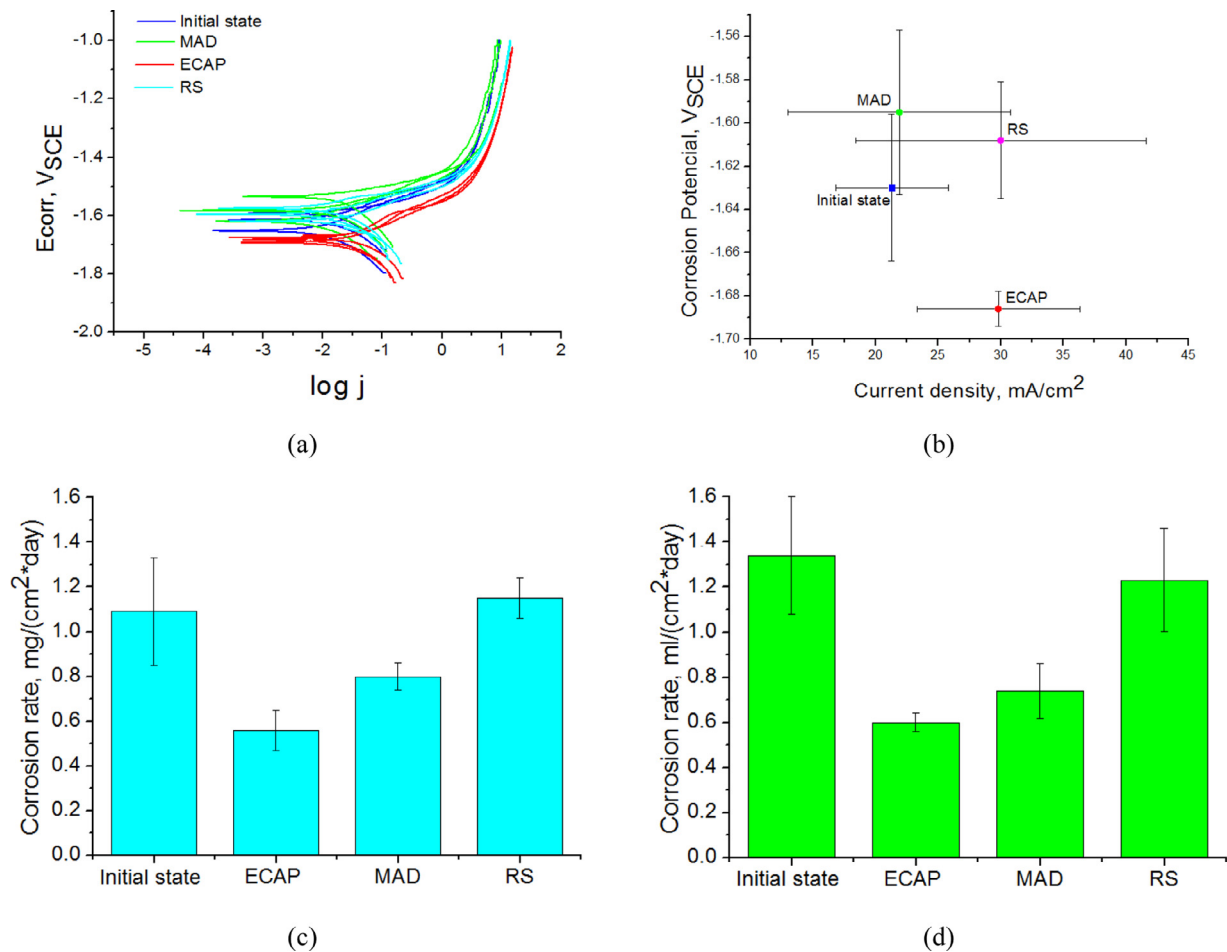 Initial state
MAD
ECAP
RS
-1.0
-1.2
-1.4
-1.6
-1.8
-2.0
Ecorr, VSCE
-5
-4
-3
-2
-1
0
1
2
log j
(a)
-1.56
-1.58
-1.60
-1.62
-1.64
-1.66
-1.68
-1.70
Corrosion Potencial, VSCE
MAD
RS
Initial state
ECAP
10
15
20
25
30
35
40
45
Current density, mA/cm²
(b)
1.6
1.4
1.2
1.0
0.8
0.6
0.4
0.2
0.0
Corrosion rate, mg/(cm²*day)
Initial state
ECAP
MAD
RS
(c)
1.6
1.4
1.2
1.0
0.8
0.6
0.4
0.2
0.0
Corrosion rate, ml/(cm²*day)
Initial state
ECAP
MAD
RS
(d)